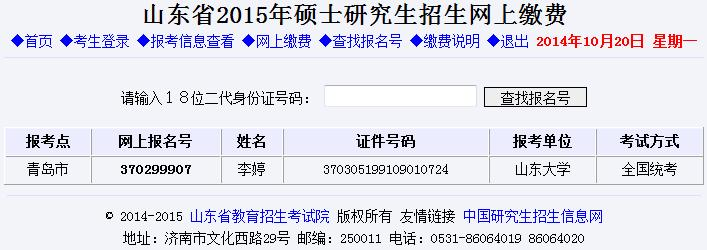 山东省2015年硕士研究生招生网上缴费
◆首页 ◆考生登录 ◆报考信息查看 ◆网上缴费 ◆查找报名号 ◆缴费说明 ◆退出 2014年10月20日 星期一
请输入18位二代身份证号码： 查找报名号
报考点 网上报名号 姓名 证件号码 报考单位 考试方式
青岛市 370299907 李婷 370305199109010724 山东大学 全国统考
© 2014-2015 山东省教育招生考试院 版权所有 友情链接 中国研究生招生信息网
地址：济南市文化西路29号 邮编：250011 电话：0531-86064019 86064020